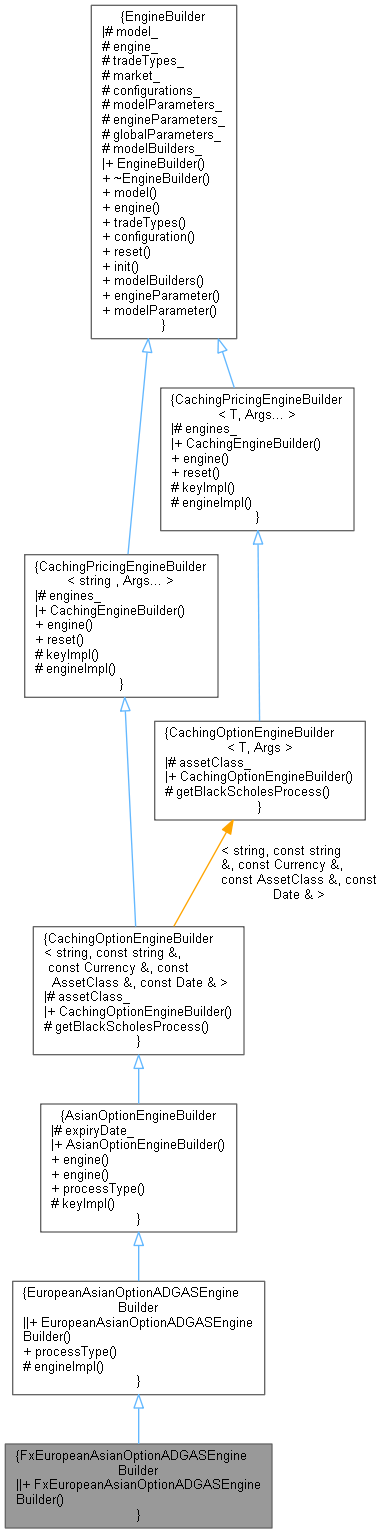 {EngineBuilder
|# model_
# engine_
# tradeTypes_
# market_
# configurations_
# modelParameters_
# engineParameters_
# globalParameters_
# modelBuilders_
|+ EngineBuilder()
+ ~EngineBuilder()
+ model()
+ engine()
+ tradeTypes()
+ configuration()
+ reset()
+ init()
+ modelBuilders()
+ engineParameter()
+ modelParameter()
}
{CachingPricingEngineBuilder
< T, Args... >
|# engines_
|+ CachingEngineBuilder()
+ engine()
+ reset()
# keyImpl()
# engineImpl()
}
{CachingPricingEngineBuilder
< string , Args... >
|# engines_
|+ CachingEngineBuilder()
+ engine()
+ reset()
# keyImpl()
# engineImpl()
}
{CachingOptionEngineBuilder
< T, Args >
|# assetClass_
|+ CachingOptionEngineBuilder()
# getBlackScholesProcess()
}
< string, const string
&, const Currency &,
const AssetClass &, const
Date & >
{CachingOptionEngineBuilder
< string, const string &,
const Currency &, const
AssetClass &, const Date & >
|# assetClass_
|+ CachingOptionEngineBuilder()
# getBlackScholesProcess()
}
{AsianOptionEngineBuilder
|# expiryDate_
|+ AsianOptionEngineBuilder()
+ engine()
+ engine()
+ processType()
# keyImpl()
}
{EuropeanAsianOptionADGASEngine
Builder
||+ EuropeanAsianOptionADGASEngine
Builder()
+ processType()
# engineImpl()
}
{FxEuropeanAsianOptionADGASEngine
Builder
||+ FxEuropeanAsianOptionADGASEngine
Builder()
}